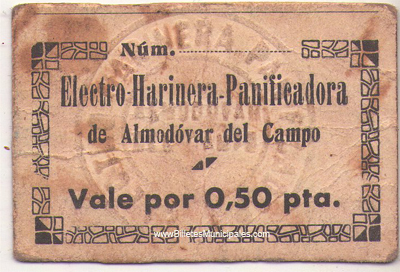 Núm.
Electro-Harinera-Panificadora
de Almodóvar del Campo
Vale por 0,50 pta.
www.BilletesMunicipales.com